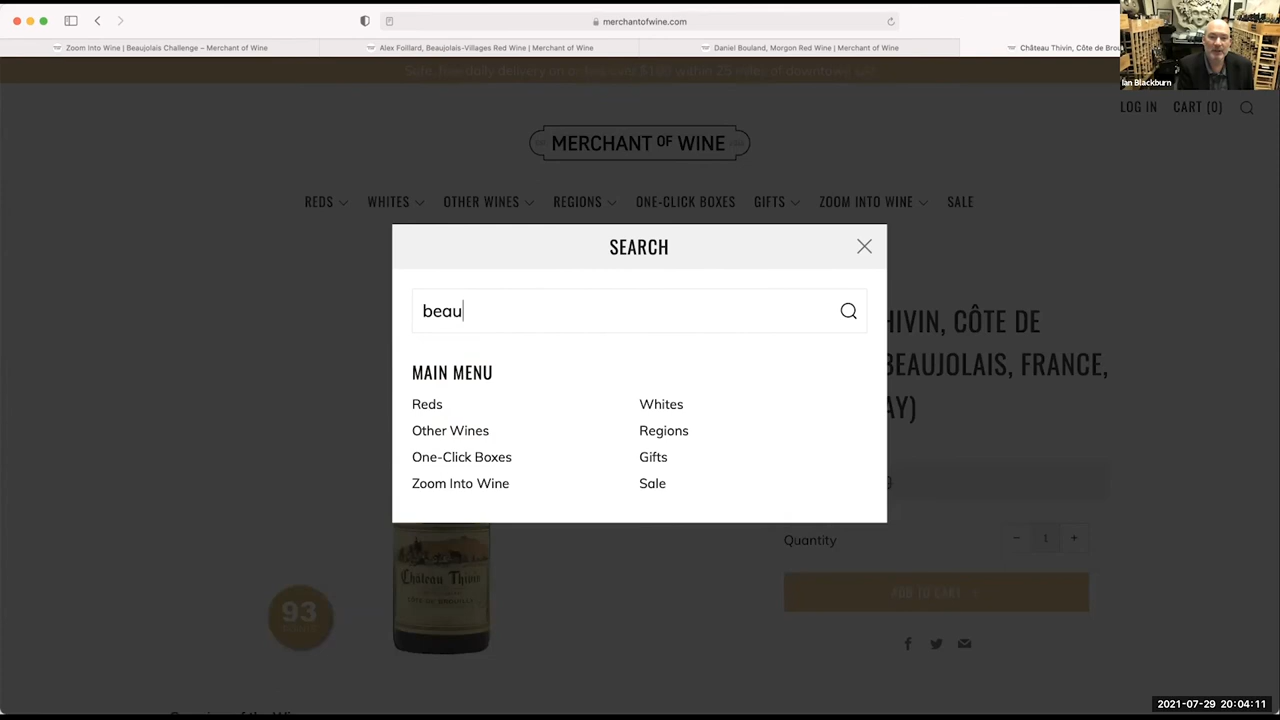 merchantofwine.com
Zoom Into Wine | Beaujolais Challenge – Merchant of Wine
Alex Foillard, Beaujolais-Villages Red Wine | Merchant of Wine
Daniel Bouland, Morgon Red Wine | Merchant of Wine
Château Thivin, Côte de Brou
Ian Blackburn
LOG IN
CART (0)
MERCHANT OF WINE
REDS
WHITES
OTHER WINES
REGIONS
ONE-CLICK BOXES
GIFTS
ZOOM INTO WINE
SALE
SEARCH
beau
MAIN MENU
Reds
Whites
Other Wines
Regions
One-Click Boxes
Gifts
Zoom Into Wine
Sale
HIVIN, CÔTE DE
BEAUJOLAIS, FRANCE,
AY)
Quantity
1
ADD TO CART
Château Thivin
93
2021-07-29 20:04:11